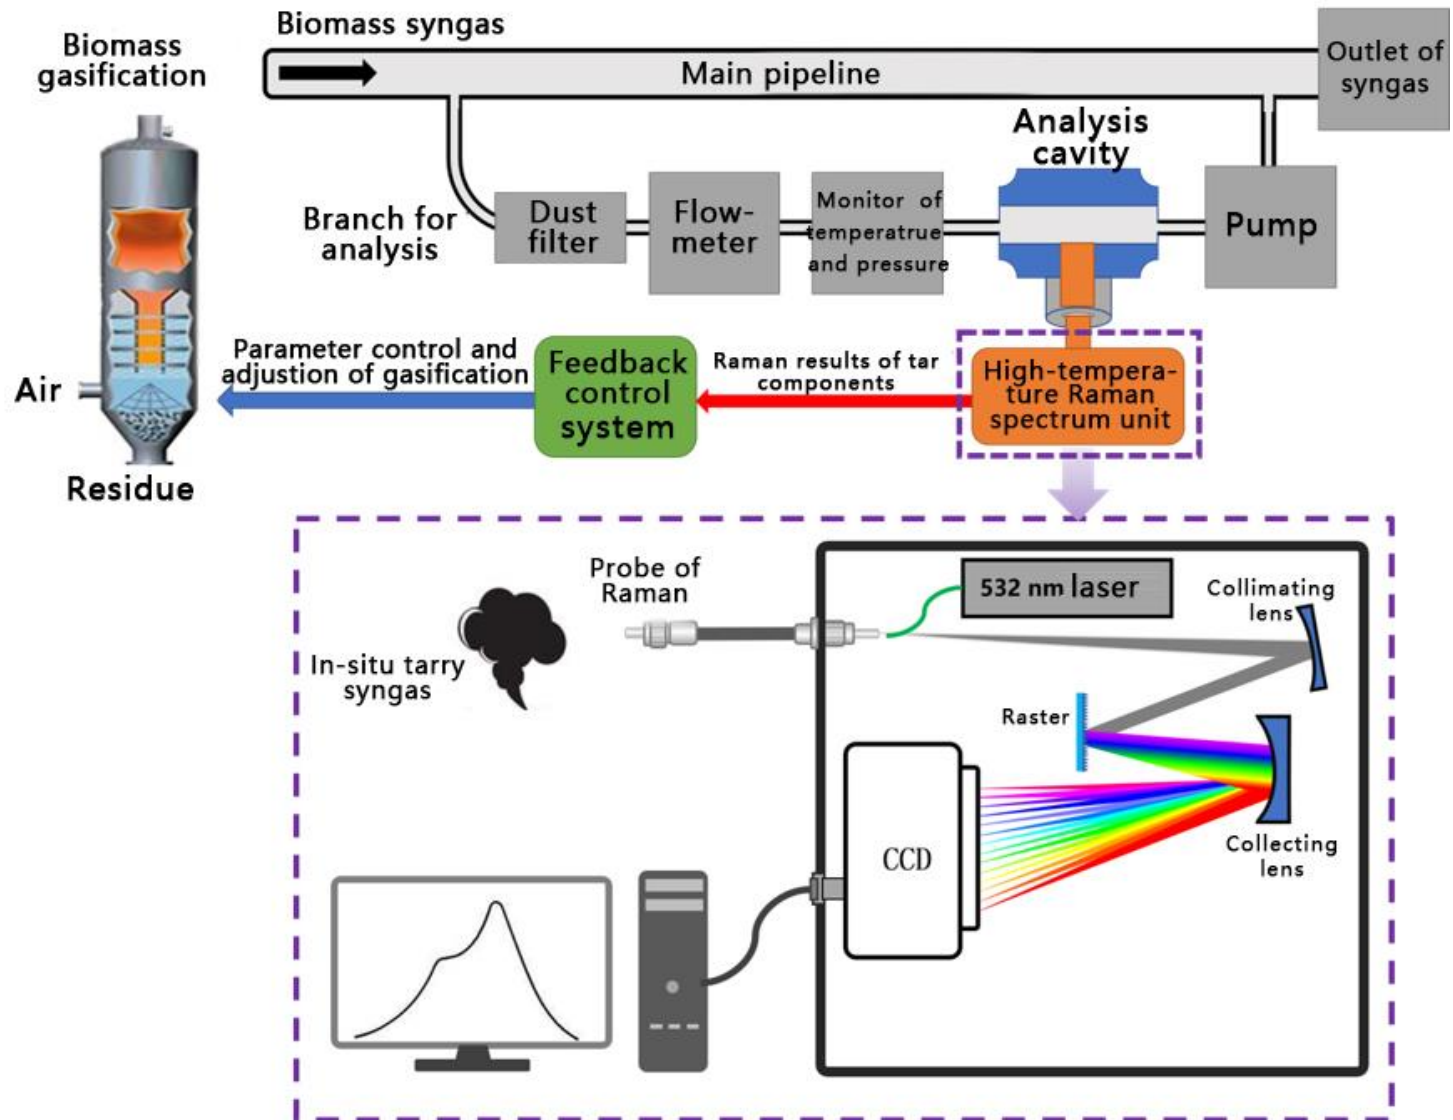 Biomass
gasification
Biomass syngas
Main pipeline
Outlet of
syngas
Analysis
cavity
Branch for
analysis
Dust
filter
Flow-
meter
Monitor of
temperatrue
and pressure
Pump
Air
Residue
Parameter control and
adjustion of gasification
Feedback
control
system
Raman results of tar
components
High-tempera-
ture Raman
spectrum unit
In-situ tarry
syngas
Probe of
Raman
532 nm laser
Collimating
lens
Raster
Collecting
lens
CCD